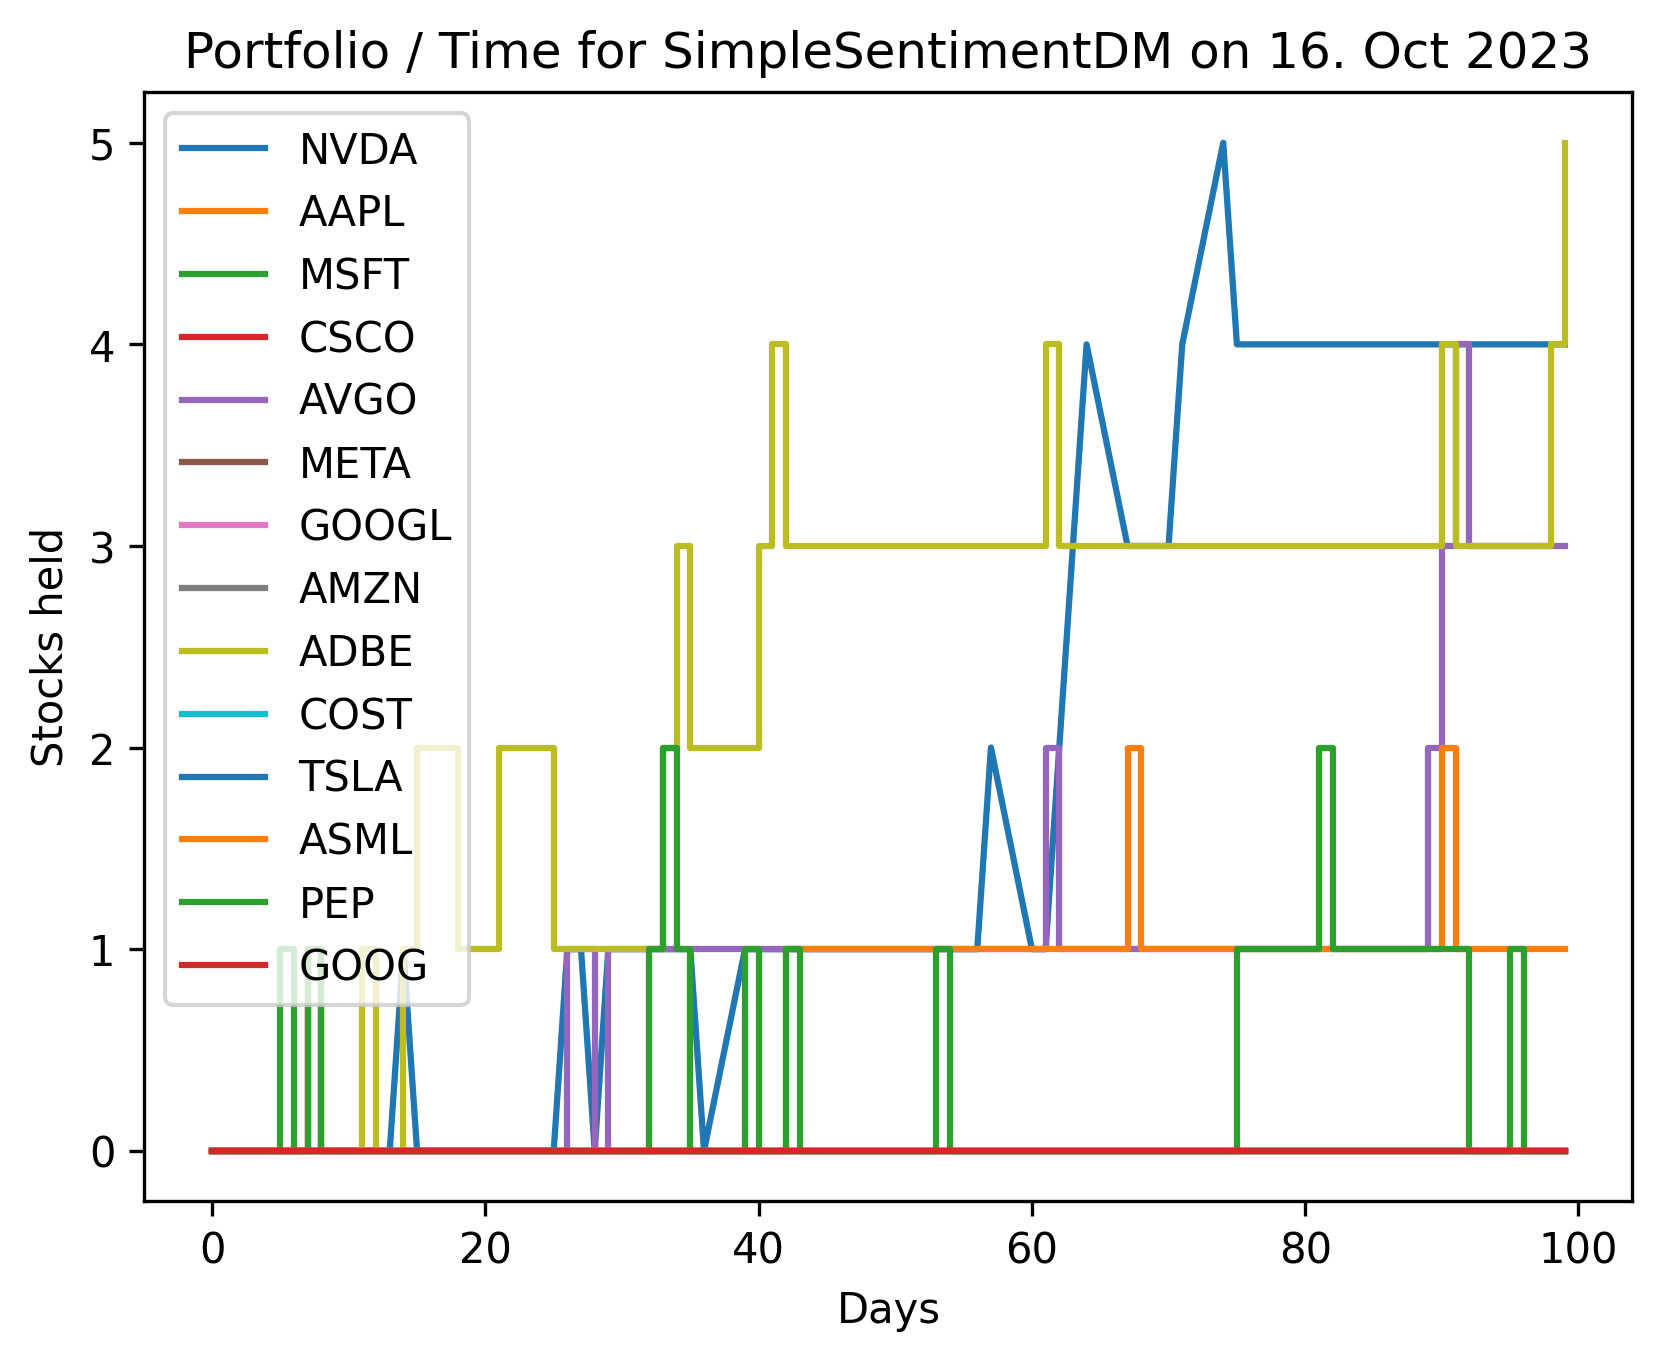 Portfolio / Time for SimpleSentimentDM on 16. Oct 2023
NVDA
AAPL
MSFT
CSCO
AVGO
META
GOOGL
AMZN
ADBE
COST
TSLA
ASML
PEP
GOOG
5
4
3
2
1
0
Stocks held
0 20 40 60 80 100
Days